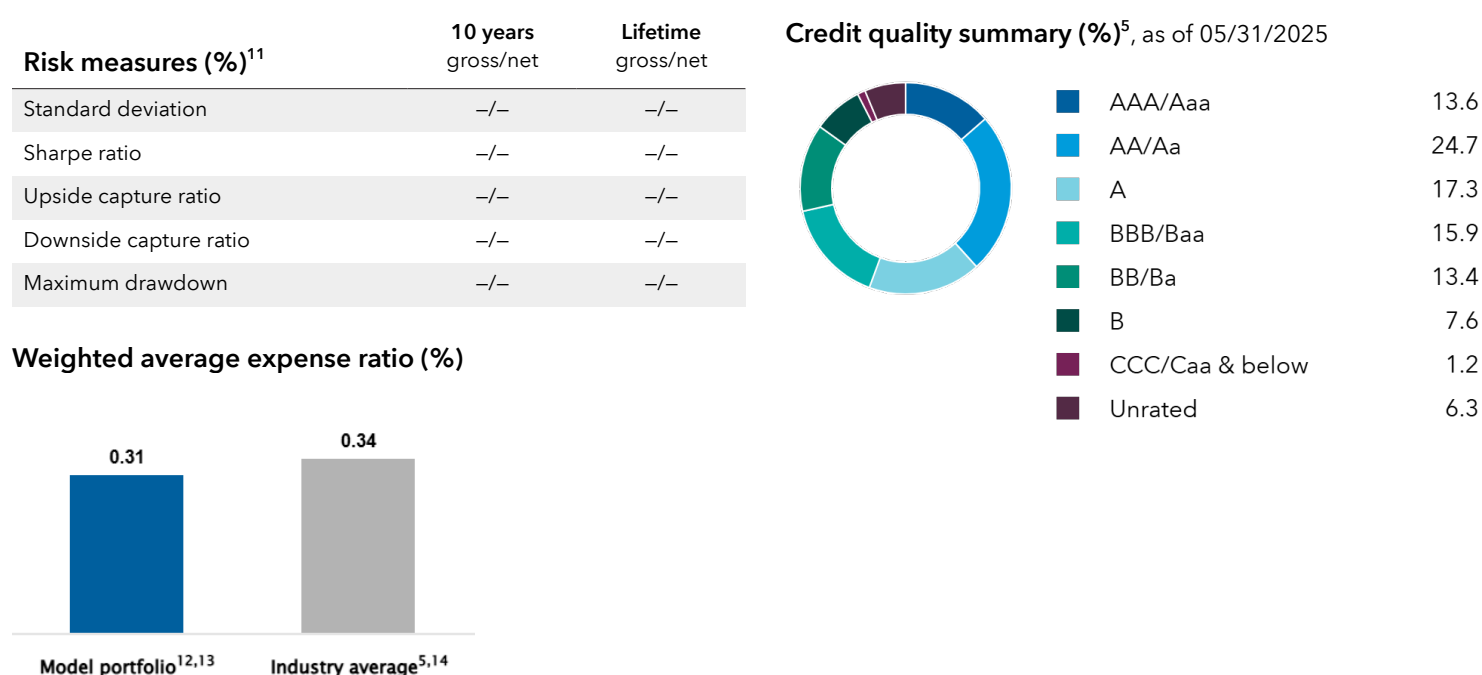 Risk measures (%)11 10 years gross/net Lifetime gross/net
Standard deviation –/– –/–
Sharpe ratio –/– –/–
Upside capture ratio –/– –/–
Downside capture ratio –/– –/–
Maximum drawdown –/– –/–
Weighted average expense ratio (%)
0.31 0.34
Model portfolio12,13 Industry average5,14
Credit quality summary (%)5, as of 05/31/2025
AAA/Aaa 13.6
AA/Aa 24.7
A 17.3
BBB/Baa 15.9
BB/Ba 13.4
B 7.6
CCC/Caa & below 1.2
Unrated 6.3